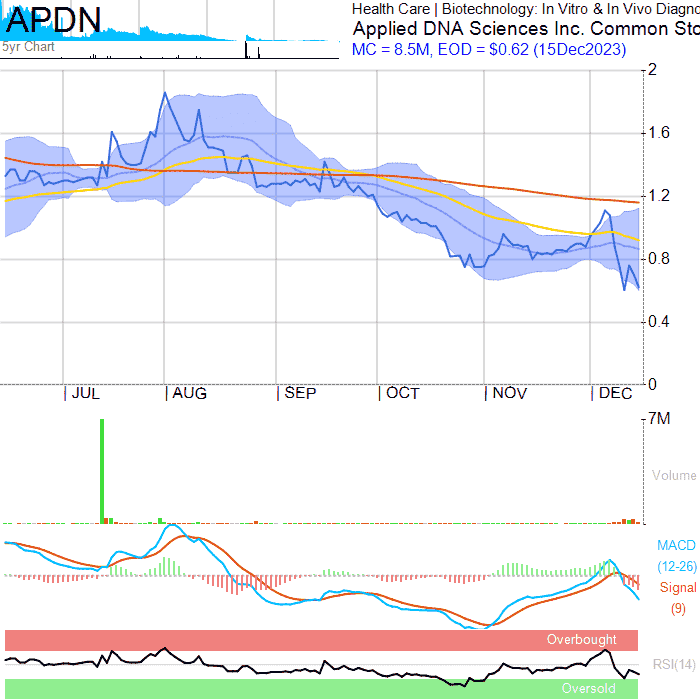 APDN
5yr Chart
Health Care | Biotechnology: In Vitro & In Vivo Diagno
Applied DNA Sciences Inc. Common Sto
MC = 8.5M, EOD = $0.62 (15Dec2023)
2
1.6
1.2
0.8
0.4
0
JUL AUG SEP OCT NOV DEC
7M
Volume
MACD
(12-26)
Signal
(9)
Overbought
RSI(14)
Oversold